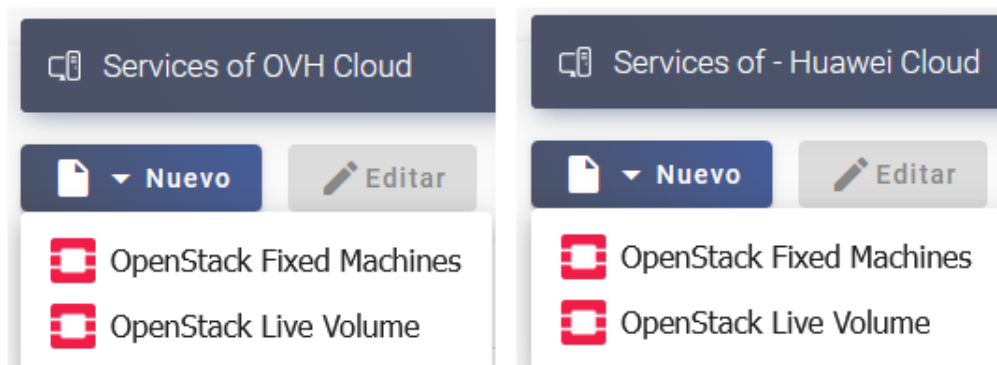 Services of OVH Cloud
Nuevo
Editar
OpenStack Fixed Machines
OpenStack Live Volume
Services of - Huawei Cloud
Nuevo
Editar
OpenStack Fixed Machines
OpenStack Live Volume